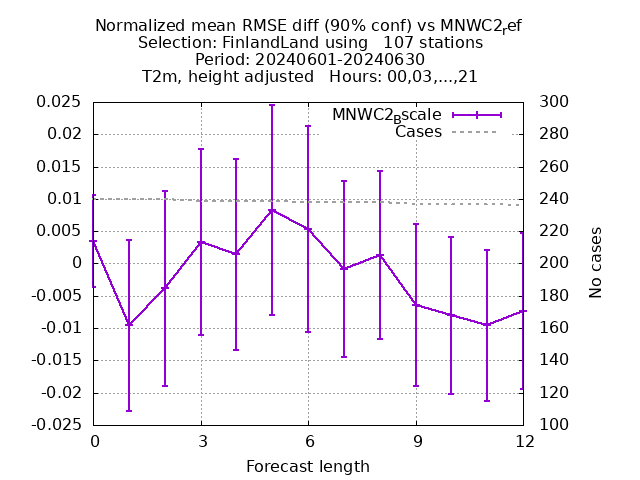 Normalized mean RMSE diff (90% conf) vs MNWC2_ref
Selection: FinlandLand using   107 stations
Period: 20240601-20240630
T2m, height adjusted   Hours: 00,03,...,21
MNWC2_Bscale
Cases
0.025
0.02
0.015
0.01
0.005
0
-0.005
-0.01
-0.015
-0.02
-0.025
300
280
260
240
220
200
180
160
140
120
100
No cases
0 3 6 9 12
Forecast length